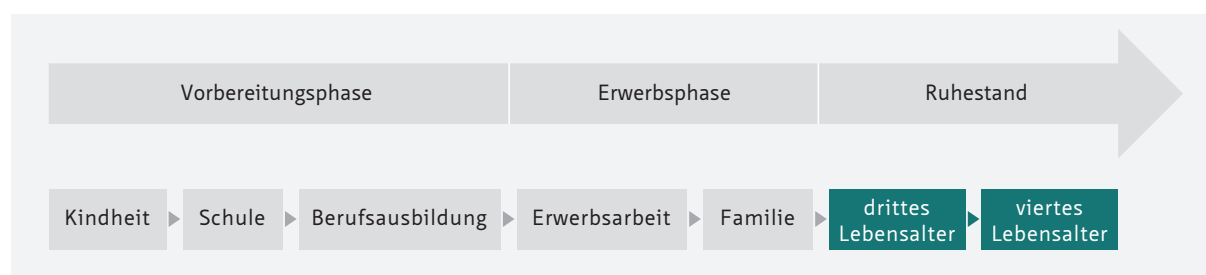 Vorbereitungsphase
Erwerbsphase
Ruhestand
Kindheit
Schule
Berufsausbildung
Erwerbsarbeit
Familie
drittes
Lebensalter
viertes
Lebensalter